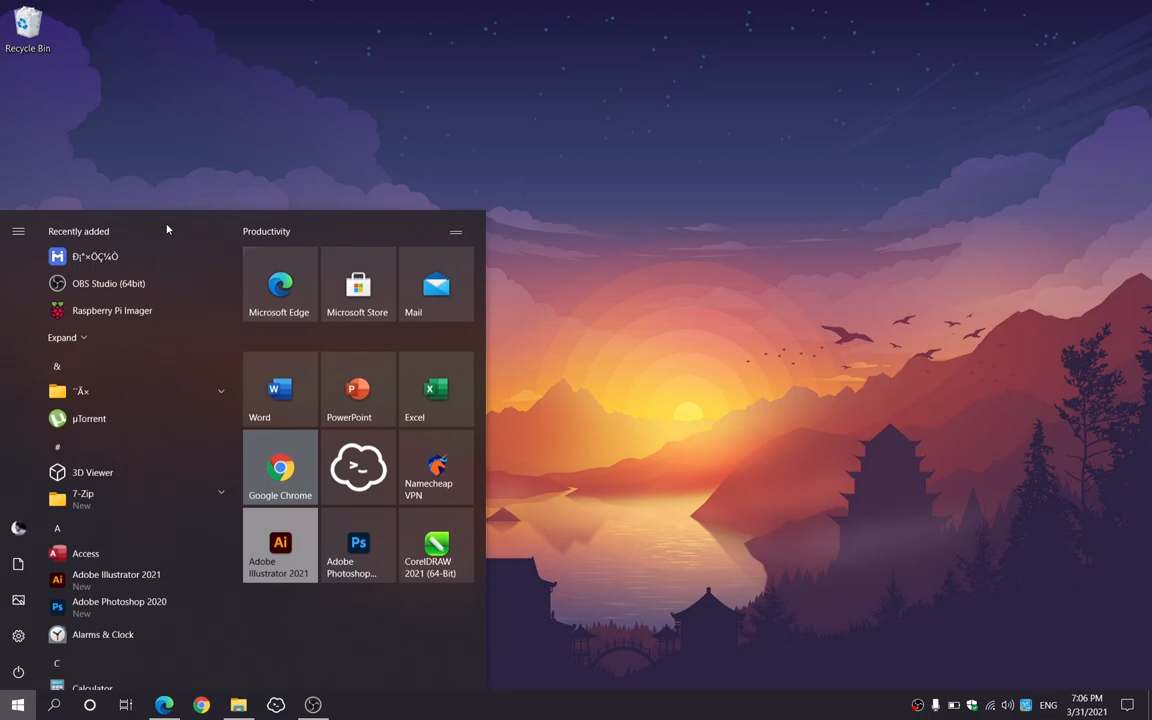 Recycle Bin
Recently added
Ð¡°×ÖÇ¼Ò
OBS Studio (64bit)
Raspberry Pi Imager
Expand
&
¨Ã×
µTorrent
#
3D Viewer
7-Zip
New
A
Access
Adobe Illustrator 2021
New
Adobe Photoshop 2020
New
Alarms & Clock
C
Calculator
Productivity
Microsoft Edge
Microsoft Store
Mail
Word
PowerPoint
Excel
Google Chrome
Namecheap
VPN
Adobe
Illustrator 2021
Adobe
Photoshop...
CorelDRAW
2021 (64-Bit)
ENG
7:06 PM
3/31/2021